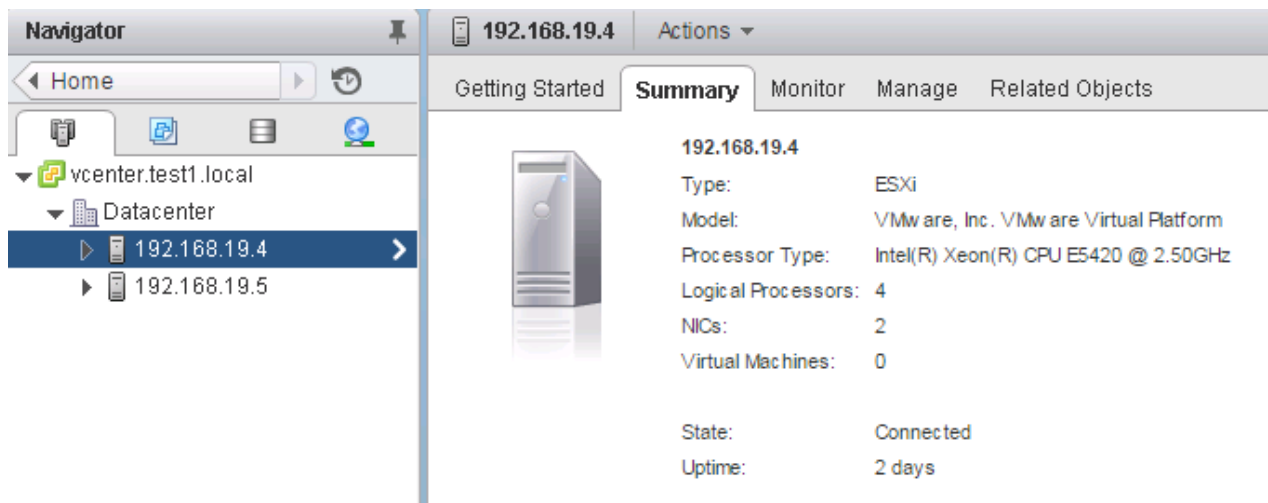 Navigator
Home
vcenter.test1.local
Datacenter
192.168.19.4
192.168.19.5
192.168.19.4 Actions
Getting Started Summary Monitor Manage Related Objects
192.168.19.4
Type: ESXi
Model: VMware, Inc. VMware Virtual Platform
Processor Type: Intel(R) Xeon(R) CPU E5420 @ 2.50GHz
Logical Processors: 4
NICs: 2
Virtual Machines: 0
State: Connected
Uptime: 2 days